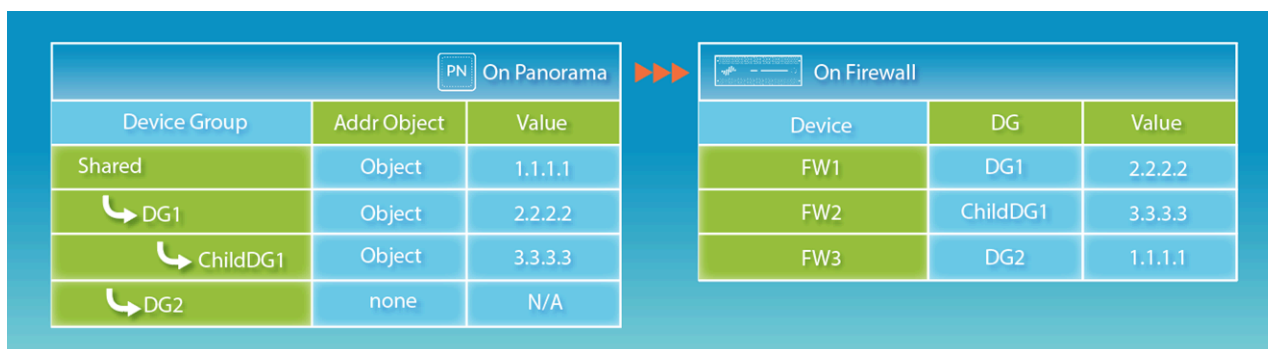 PN On Panorama
Device Group Addr Object Value
Shared Object 1.1.1.1
DG1 Object 2.2.2.2
ChildDG1 Object 3.3.3.3
DG2 none N/A
On Firewall
Device DG Value
FW1 DG1 2.2.2.2
FW2 ChildDG1 3.3.3.3
FW3 DG2 1.1.1.1